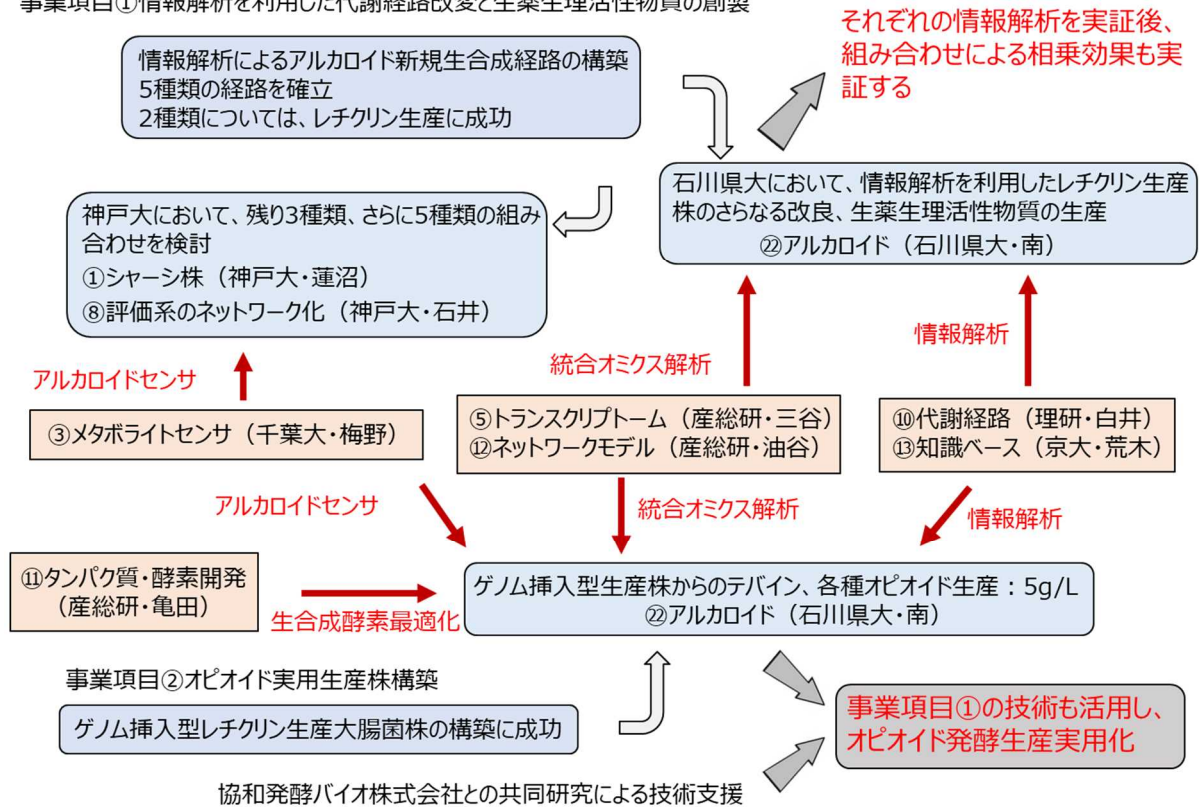 事業項目①情報解析を利用した代謝経路改変と生薬生理活性物質の創製
それぞれの情報解析を実証後、
組み合わせによる相乗効果も実
証する
情報解析によるアルカロイド新規生合成経路の構築
5種類の経路を確立
2種類については、レチクリン生産に成功
石川県大において、情報解析を利用したレチクリン生産
株のさらなる改良、生薬生理活性物質の生産
㉒アルカロイド（石川県大・南）
神戸大において、残り3種類、さらに5種類の組み
合わせを検討
①シャーシ株（神戸大・蓮沼）
⑧評価系のネットワーク化（神戸大・石井）
アルカロイドセンサ
統合オミクス解析
情報解析
③メタボライトセンサ（千葉大・梅野）
⑤トランスクリプトーム（産総研・三谷）
⑫ネットワークモデル（産総研・油谷）
⑩代謝経路（理研・白井）
⑬知識ベース（京大・荒木）
アルカロイドセンサ
統合オミクス解析
情報解析
⑪タンパク質・酵素開発
（産総研・亀田）
生合成酵素最適化
ゲノム挿入型生産株からのテバイン、各種オピオイド生産：5g/L
㉒アルカロイド（石川県大・南）
事業項目②オピオイド実用生産株構築
ゲノム挿入型レチクリン生産大腸菌株の構築に成功
事業項目①の技術も活用し、
オピオイド発酵生産実用化
協和発酵バイオ株式会社との共同研究による技術支援